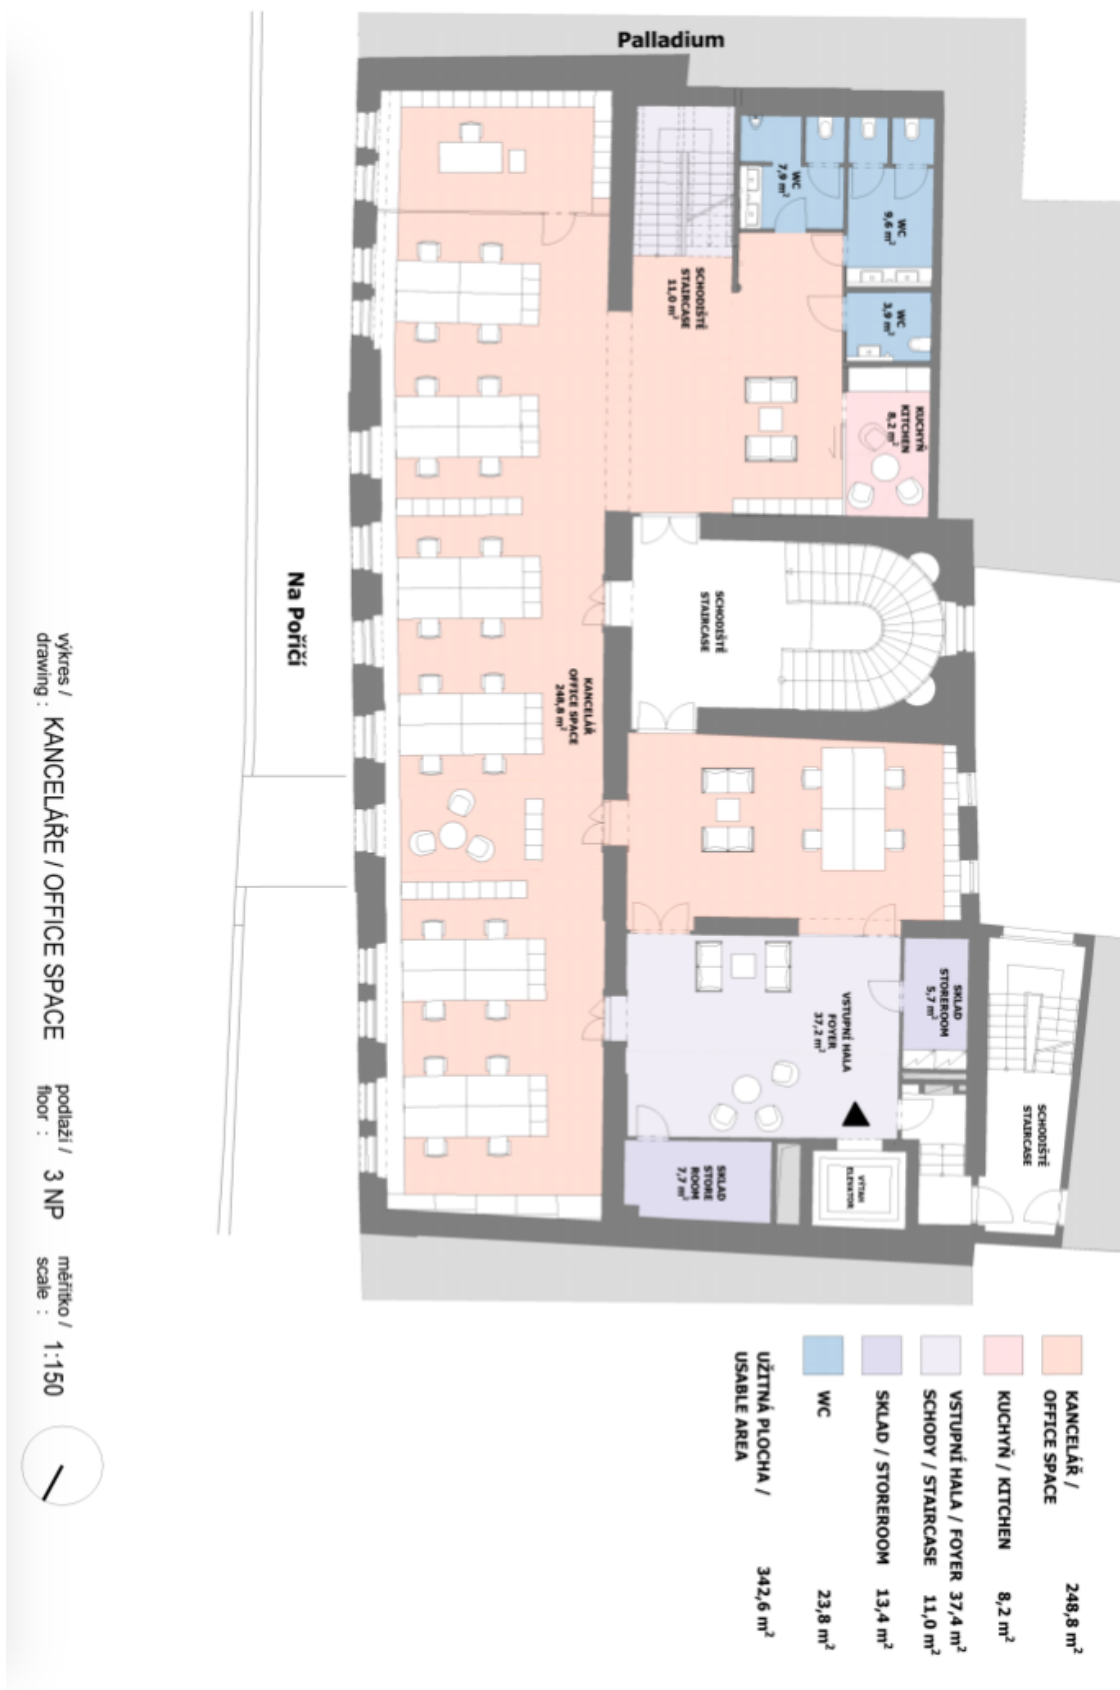 Palladium
WC
7,9 m²
WC
9,6 m²
WC
3,9 m²
SCHODIŠTĚ
STAIRCASE
11,0 m²
KUCHYŇ
KITCHEN
8,2 m²
SCHODIŠTĚ
STAIRCASE
KANCELÁŘ
OFFICE SPACE
248,8 m²
VSTUPNÍ HALA
FOYER
37,2 m²
SKLAD
STOREROOM
5,7 m²
SCHODIŠTĚ
STAIRCASE
SKLAD
STORE
ROOM
7,7 m²
VÝTAH
ELEVATOR
Na Poříčí
KANCELÁŘ /
OFFICE SPACE 248,8 m²
KUCHYŇ / KITCHEN 8,2 m²
VSTUPNÍ HALA / FOYER 37,4 m²
SCHODY / STAIRCASE 11,0 m²
SKLAD / STOREROOM 13,4 m²
WC 23,8 m²
UŽITNÁ PLOCHA /
USABLE AREA 342,6 m²
výkres /
drawing : KANCELÁŘE / OFFICE SPACE
podlaží /
floor : 3 NP
měřítko /
scale : 1:150